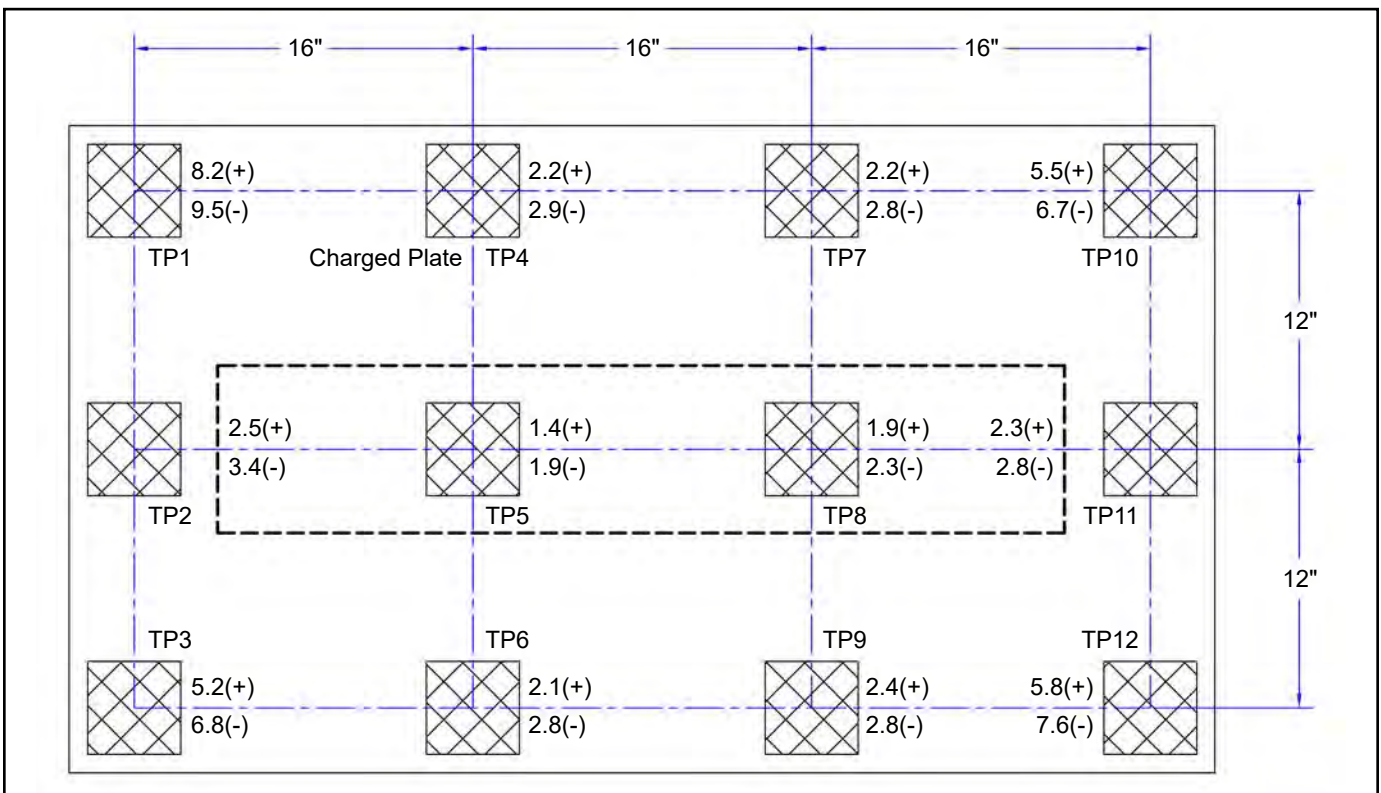 16" 16" 16"
8.2(+) 2.2(+) 2.2(+) 5.5(+)
9.5(-) 2.9(-) 2.8(-) 6.7(-)
TP1 Charged Plate TP4 TP7 TP10
12"
2.5(+) 1.4(+) 1.9(+) 2.3(+)
3.4(-) 1.9(-) 2.3(-) 2.8(-)
TP2 TP5 TP8 TP11
12"
TP3 TP6 TP9 TP12
5.2(+) 2.1(+) 2.4(+) 5.8(+)
6.8(-) 2.8(-) 2.8(-) 7.6(-)